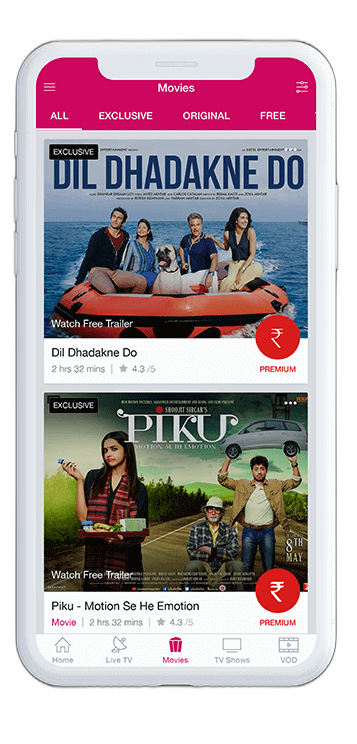 Movies
ALL EXCLUSIVE ORIGINAL FREE
EXCLUSIVE
DIL DHADAKNE DO
Watch Free Trailer
₹
Dil Dhadakne Do
2 hrs 32 mins | ★ 4.3 /5
PREMIUM
EXCLUSIVE
SHOOJIT SIRCAR'S
PIKU
MOTION SE HI EMOTION
8TH
MAY
Watch Free Trailer
₹
Piku - Motion Se He Emotion
Movie | 2 hrs 32 mins | ★ 4.3 /5
PREMIUM
Home Live TV Movies TV Shows VOD